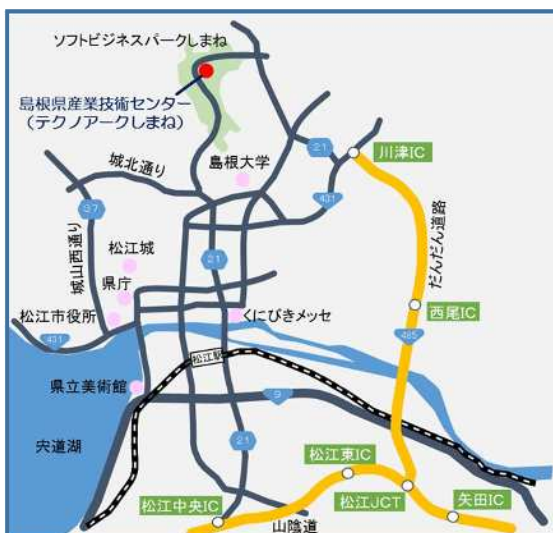 ソフトビジネスパークしまね
島根県産業技術センター
（テクノアークしまね）
21
川津IC
城北通り
島根大学
431
37
城山西通り
松江城
県庁
松江市役所
21
だんだん道路
くにびきメッセ
西尾IC
431
485
松江駅
県立美術館
9
宍道湖
21
松江東IC
松江中央IC
松江JCT
矢田IC
山陰道